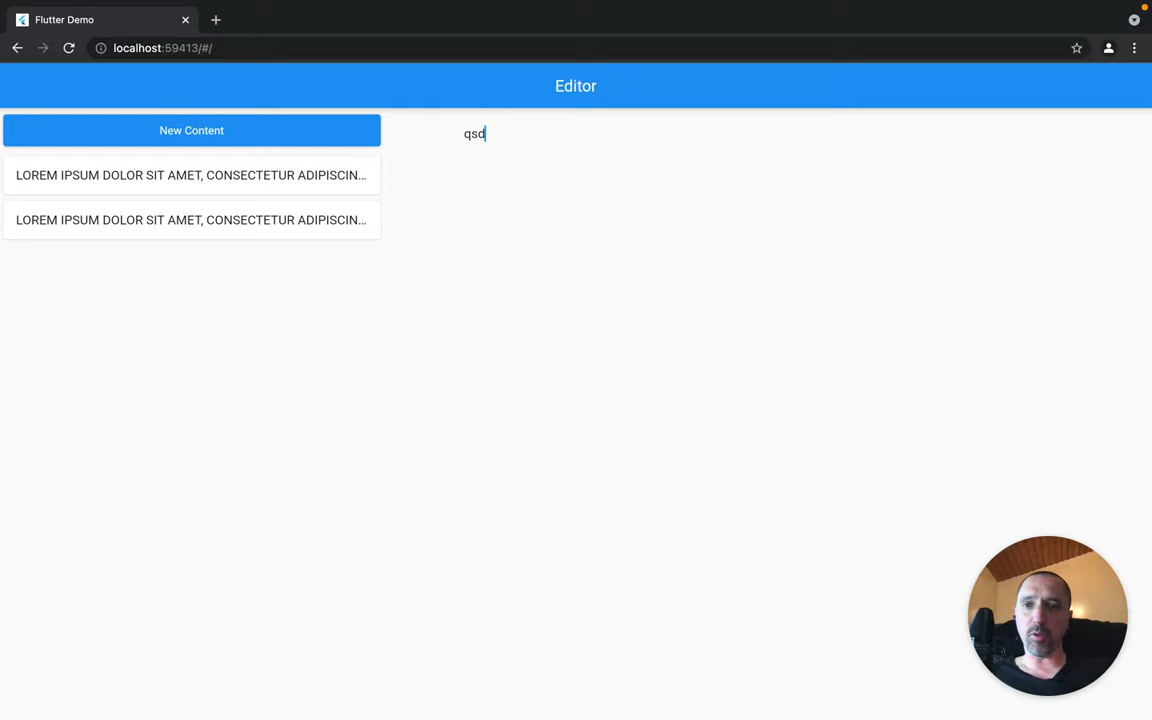 Flutter Demo
localhost:59413/#/
Editor
New Content
qsd
LOREM IPSUM DOLOR SIT AMET, CONSECTETUR ADIPISCIN...
LOREM IPSUM DOLOR SIT AMET, CONSECTETUR ADIPISCIN...